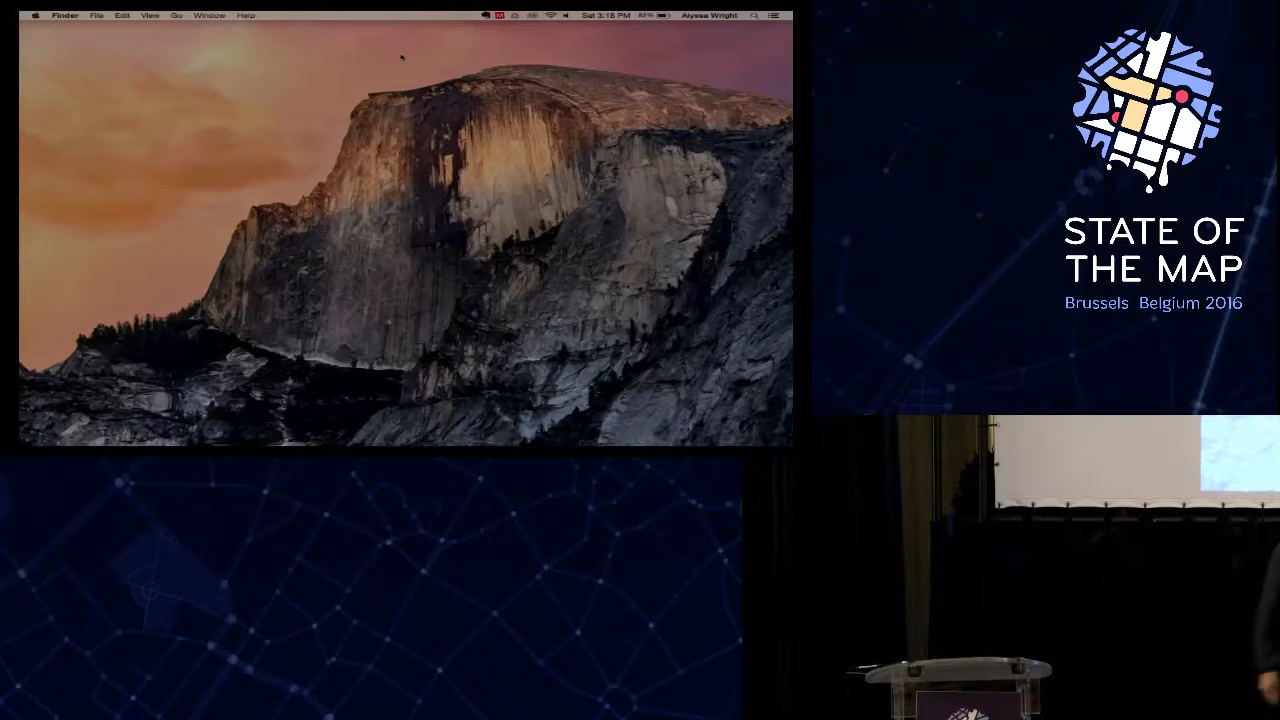 Finder File Edit View Go Window Help
Sat 3:18 PM 82% Alyssa Wright
STATE OF
THE MAP
Brussels Belgium 2016